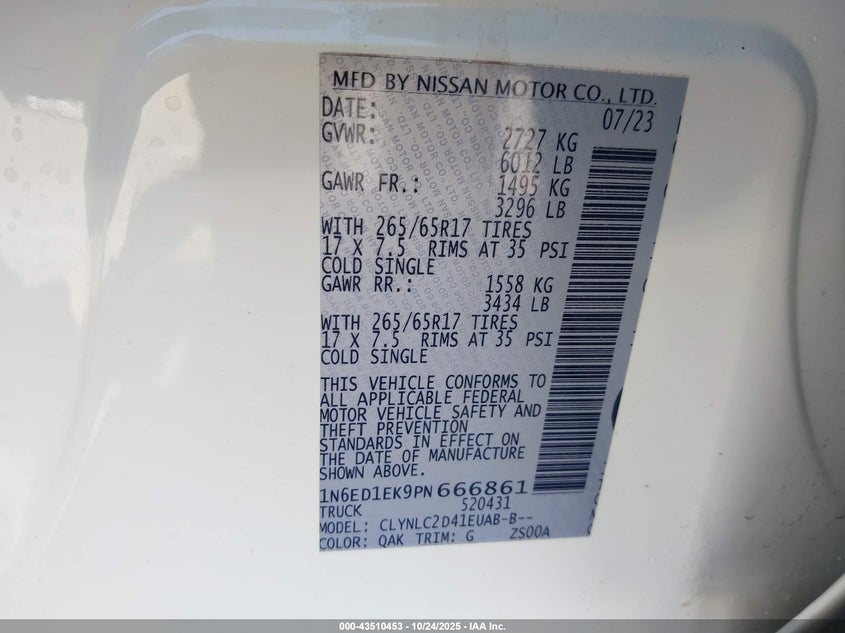 MFD BY NISSAN MOTOR CO., LTD.
DATE: 07/23
GVWR: 2727 KG
6012 LB
GAWR FR.: 1495 KG
3296 LB
WITH 265/65R17 TIRES
17 X 7.5 RIMS AT 35 PSI
COLD SINGLE
GAWR RR.: 1558 KG
3434 LB
WITH 265/65R17 TIRES
17 X 7.5 RIMS AT 35 PSI
COLD SINGLE
THIS VEHICLE CONFORMS TO
ALL APPLICABLE FEDERAL
MOTOR VEHICLE SAFETY AND
THEFT PREVENTION
STANDARDS IN EFFECT ON
THE DATE OF MANUFACTURE
SHOWN ABOVE.
1N6ED1EK9PN666861
TRUCK 520431
MODEL: CLYNLC2D41EUAB-B--
COLOR: QAK TRIM: G ZS00A
000-43510453 - 10/24/2025 - IAA Inc.